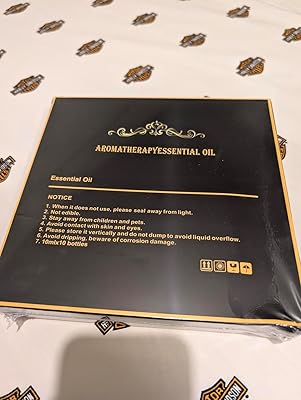 AROMATHERAPYESSENTIAL OIL
Essential Oil
NOTICE
1. When it does not use, please seal away from light.
2. Not edible.
3. Stay away from children and pets.
4. Avoid contact with skin and eyes.
5. Please store it vertically and do not dump to avoid liquid overflow.
6. Avoid dripping, beware of corrosion damage.
7. 10mlx10 bottles